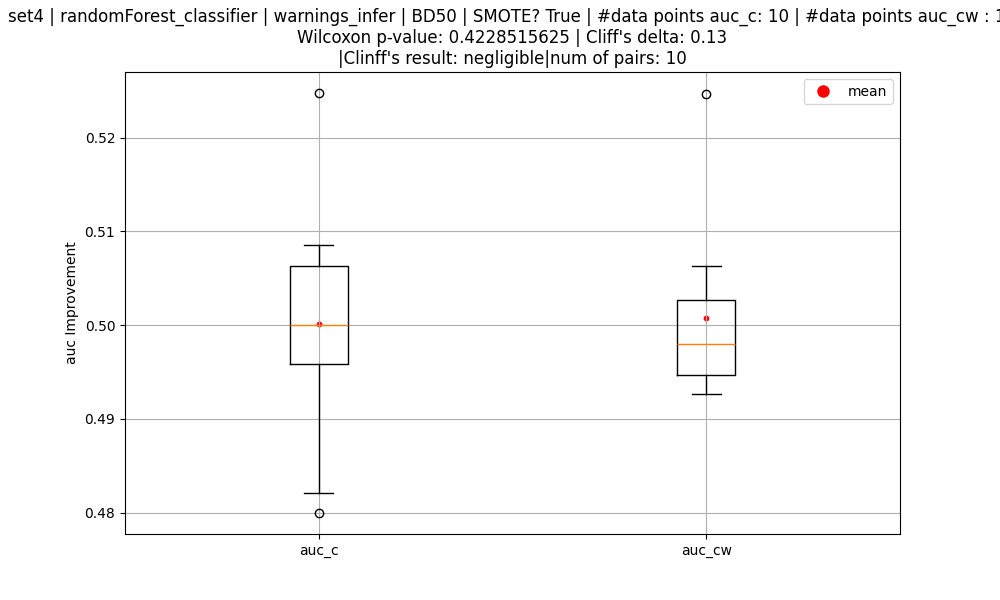 set4 | randomForest_classifier | warnings_infer | BD50 | SMOTE? True | #data points auc_c: 10 | #data points auc_cw : 1
Wilcoxon p-value: 0.4228515625 | Cliff's delta: 0.13
|Clinff's result: negligible|num of pairs: 10
mean
0.52
0.51
0.50
0.49
0.48
auc Improvement
auc_c
auc_cw